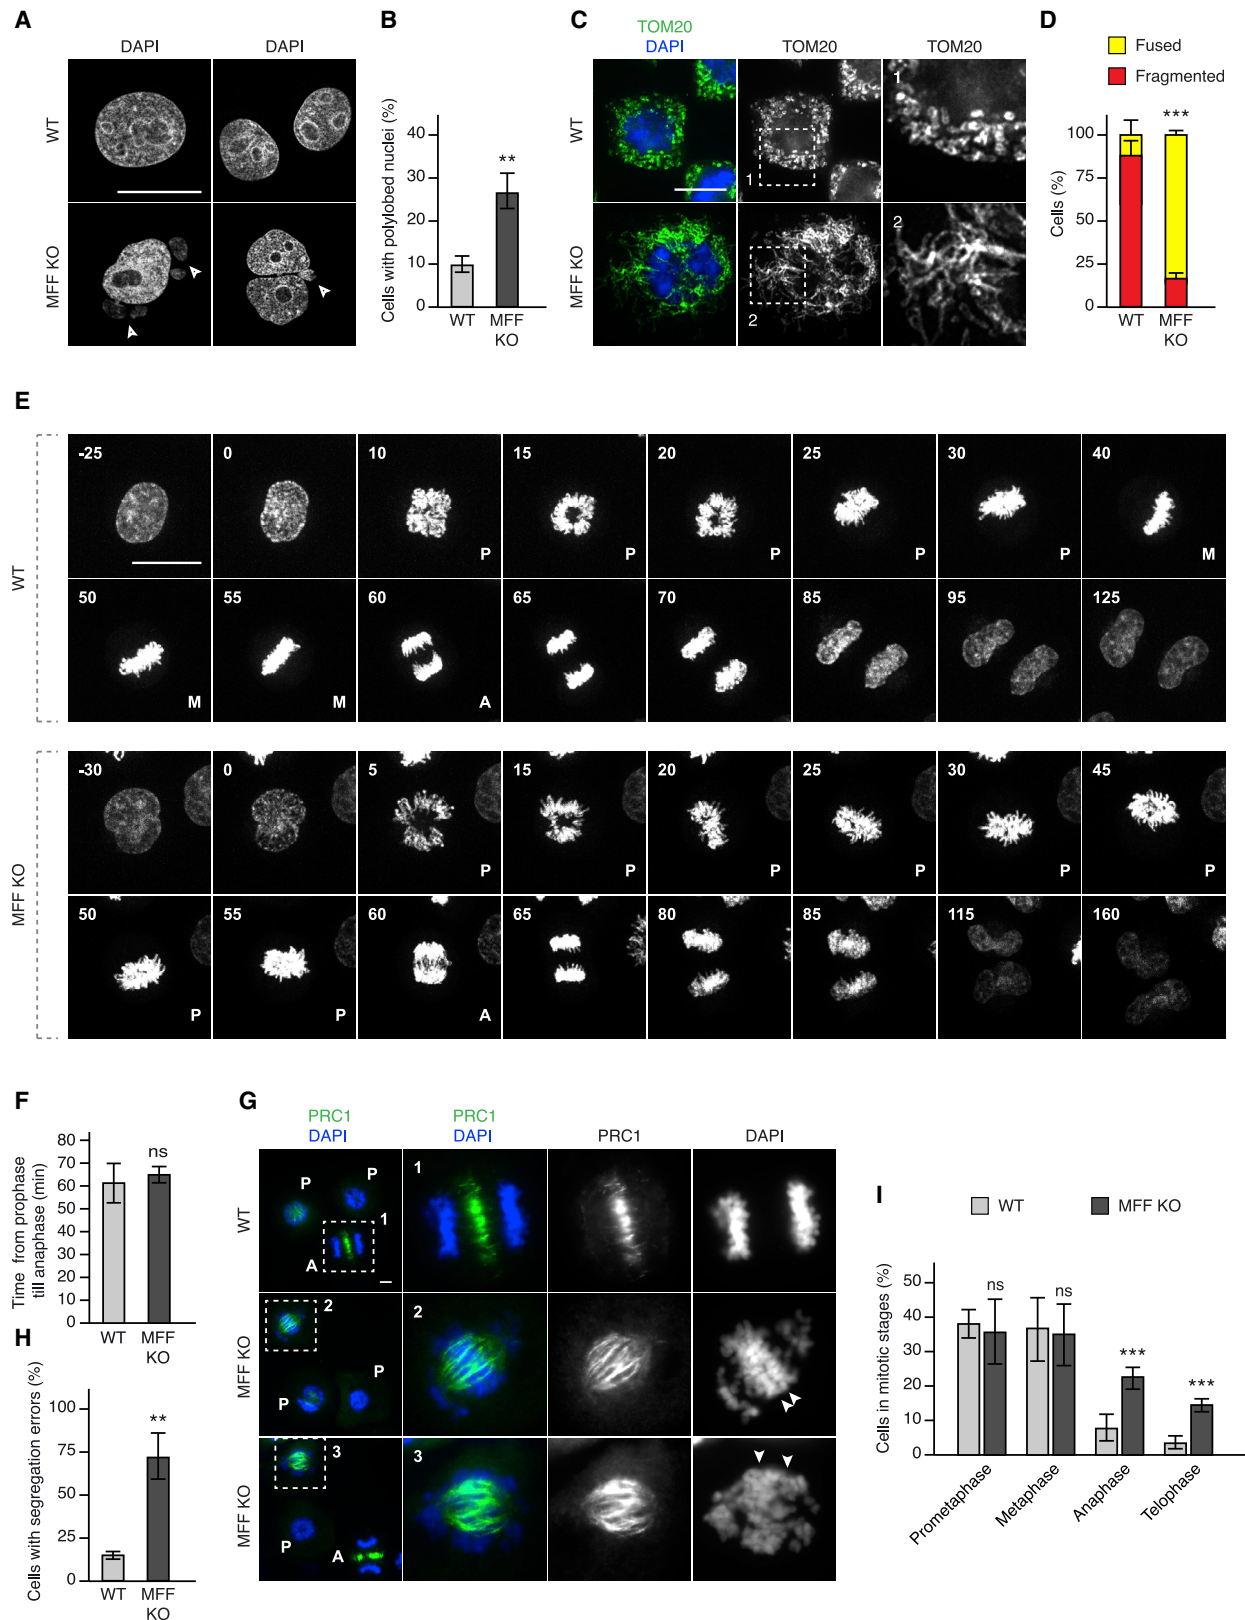 A
DAPI
DAPI
WT
MFF KO
B
Cells with polylobed nuclei (%)
40
30
20
10
0
**
WT
MFF
KO
C
TOM20
DAPI
TOM20
TOM20
WT
MFF KO
1
1
2
2
D
Fused
Fragmented
***
Cells (%)
100
75
50
25
0
WT
MFF
KO
E
WT
-25
0
10
P
15
P
20
P
25
P
30
P
40
M
50
M
55
M
60
A
65
70
85
95
125
MFF KO
-30
0
5
P
15
P
20
P
25
P
30
P
45
P
50
P
55
P
60
A
65
80
85
115
160
F
Time from prophase
till anaphase (min)
80
70
60
50
40
30
20
10
0
ns
WT
MFF
KO
G
PRC1
DAPI
PRC1
DAPI
PRC1
DAPI
WT
P
P
1
A
1
MFF KO
2
P
P
2
MFF KO
3
P
A
3
H
Cells with segregation errors (%)
100
75
50
25
0
**
WT
MFF
KO
I
WT
MFF KO
Cells in mitotic stages (%)
50
40
30
20
10
0
ns
ns
***
***
Prometaphase
Metaphase
Anaphase
Telophase